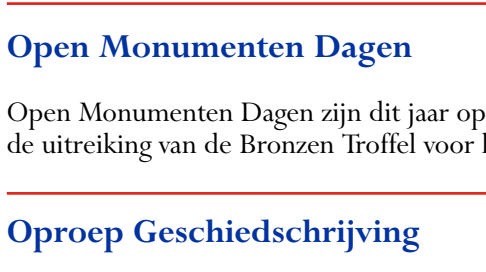 Open Monumenten Dagen
Open Monumenten Dagen zijn dit jaar op
de uitreiking van de Bronzen Troffel voor
Oproep Geschiedschrijving